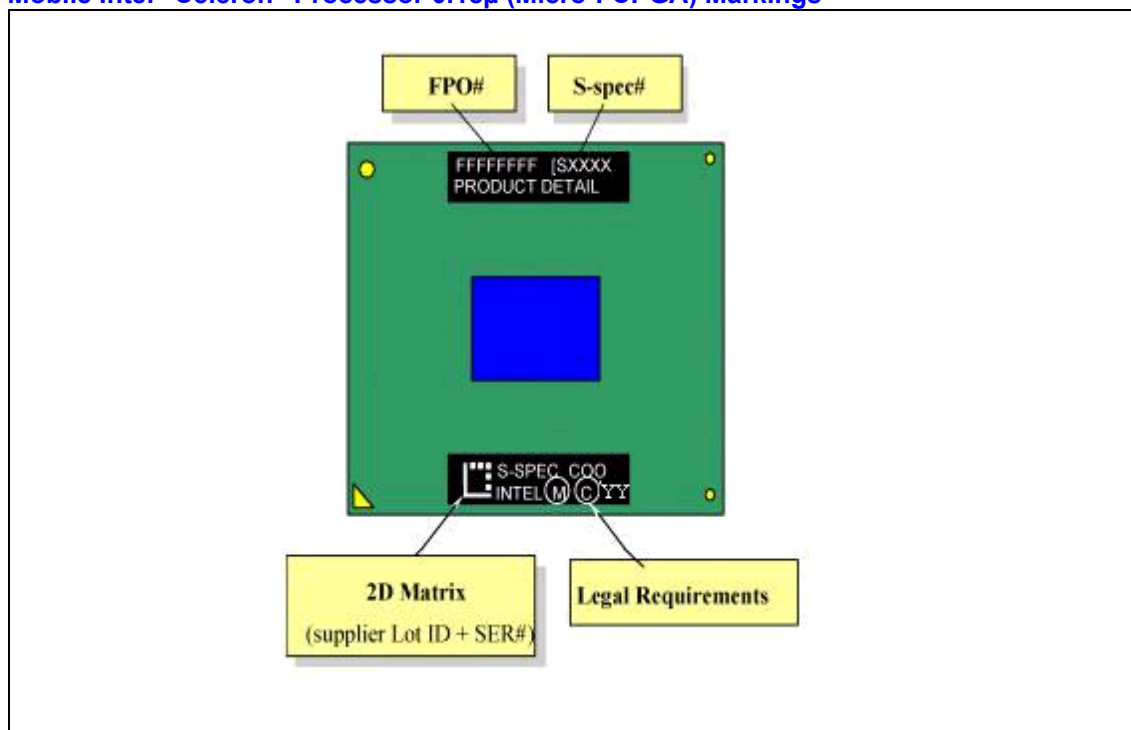 FPO#
S-spec#
FFFFFFFF [SXXXX
PRODUCT DETAIL
S-SPEC COO
INTEL Ⓜ Ⓒ YY
2D Matrix
(supplier Lot ID + SER#)
Legal Requirements